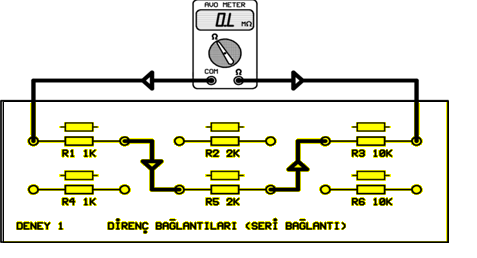 AVO METER
O.L MΩ
Ω
COM Ω
R1 1K R2 2K R3 10K
R4 1K R5 2K R6 10K
DENEY 1 DİRENÇ BAĞLANTILARI (SERİ BAĞLANTI)